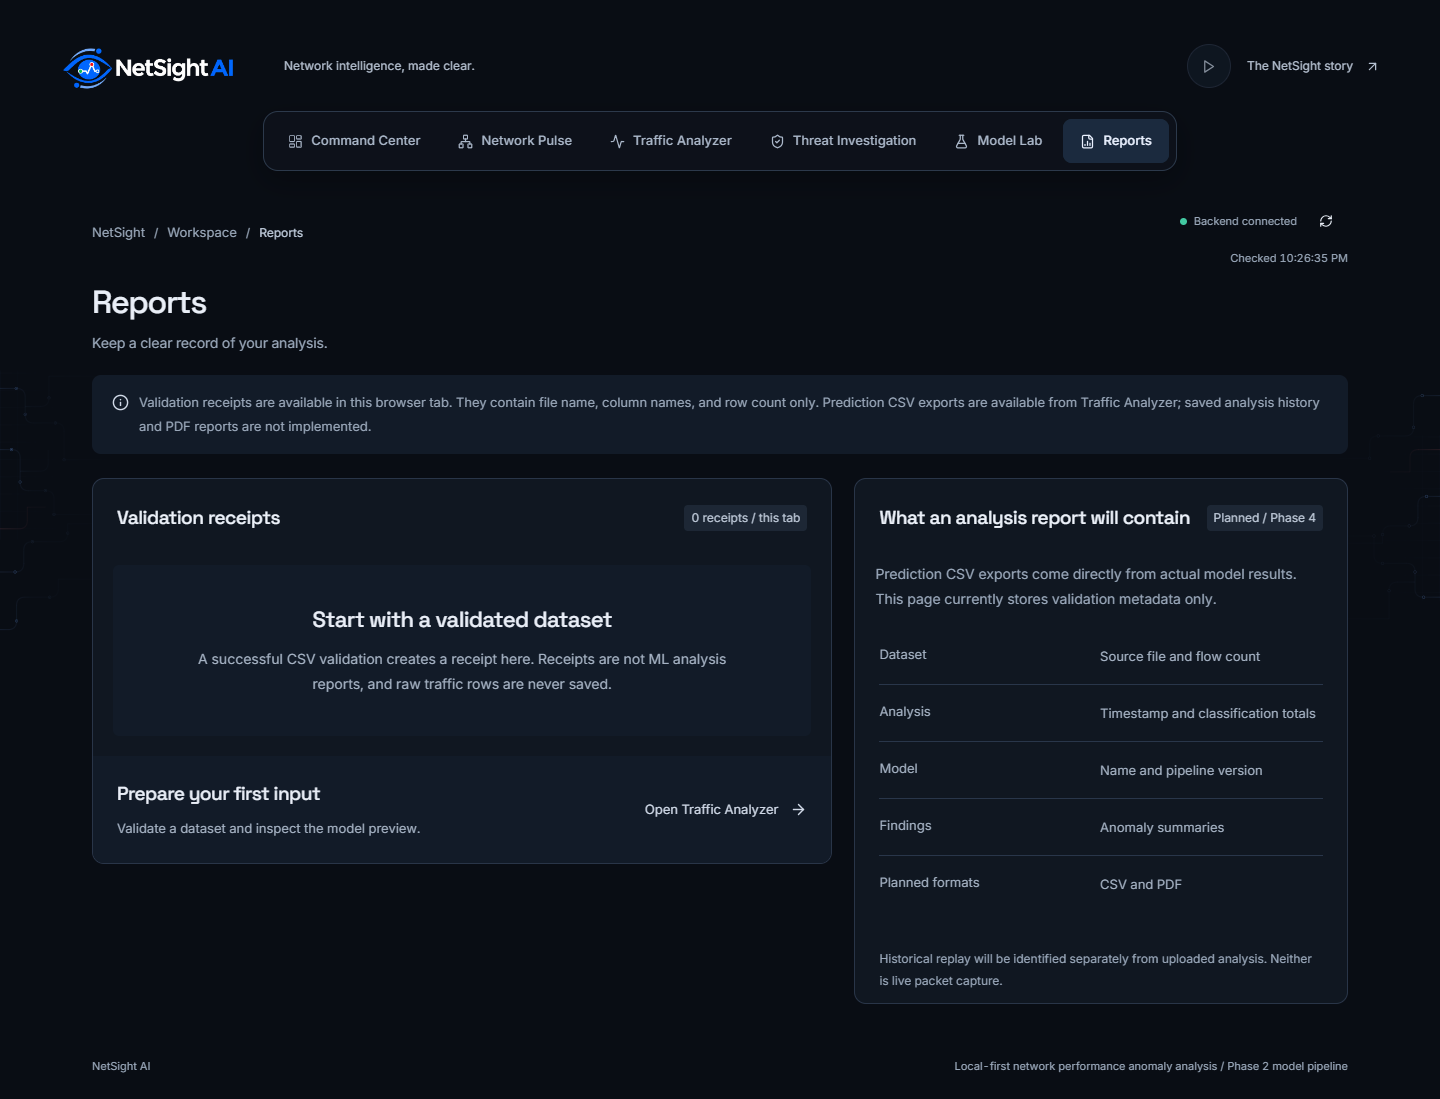 NetSight AI
Network intelligence, made clear.
The NetSight story
Command Center
Network Pulse
Traffic Analyzer
Threat Investigation
Model Lab
Reports
NetSight / Workspace / Reports
Backend connected
Checked 10:26:35 PM
Reports
Keep a clear record of your analysis.
Validation receipts are available in this browser tab. They contain file name, column names, and row count only. Prediction CSV exports are available from Traffic Analyzer; saved analysis history
and PDF reports are not implemented.
Validation receipts
0 receipts / this tab
Start with a validated dataset
A successful CSV validation creates a receipt here. Receipts are not ML analysis
reports, and raw traffic rows are never saved.
Prepare your first input
Validate a dataset and inspect the model preview.
Open Traffic Analyzer
What an analysis report will contain
Planned / Phase 4
Prediction CSV exports come directly from actual model results.
This page currently stores validation metadata only.
Dataset
Source file and flow count
Analysis
Timestamp and classification totals
Model
Name and pipeline version
Findings
Anomaly summaries
Planned formats
CSV and PDF
Historical replay will be identified separately from uploaded analysis. Neither
is live packet capture.
NetSight AI
Local-first network performance anomaly analysis / Phase 2 model pipeline